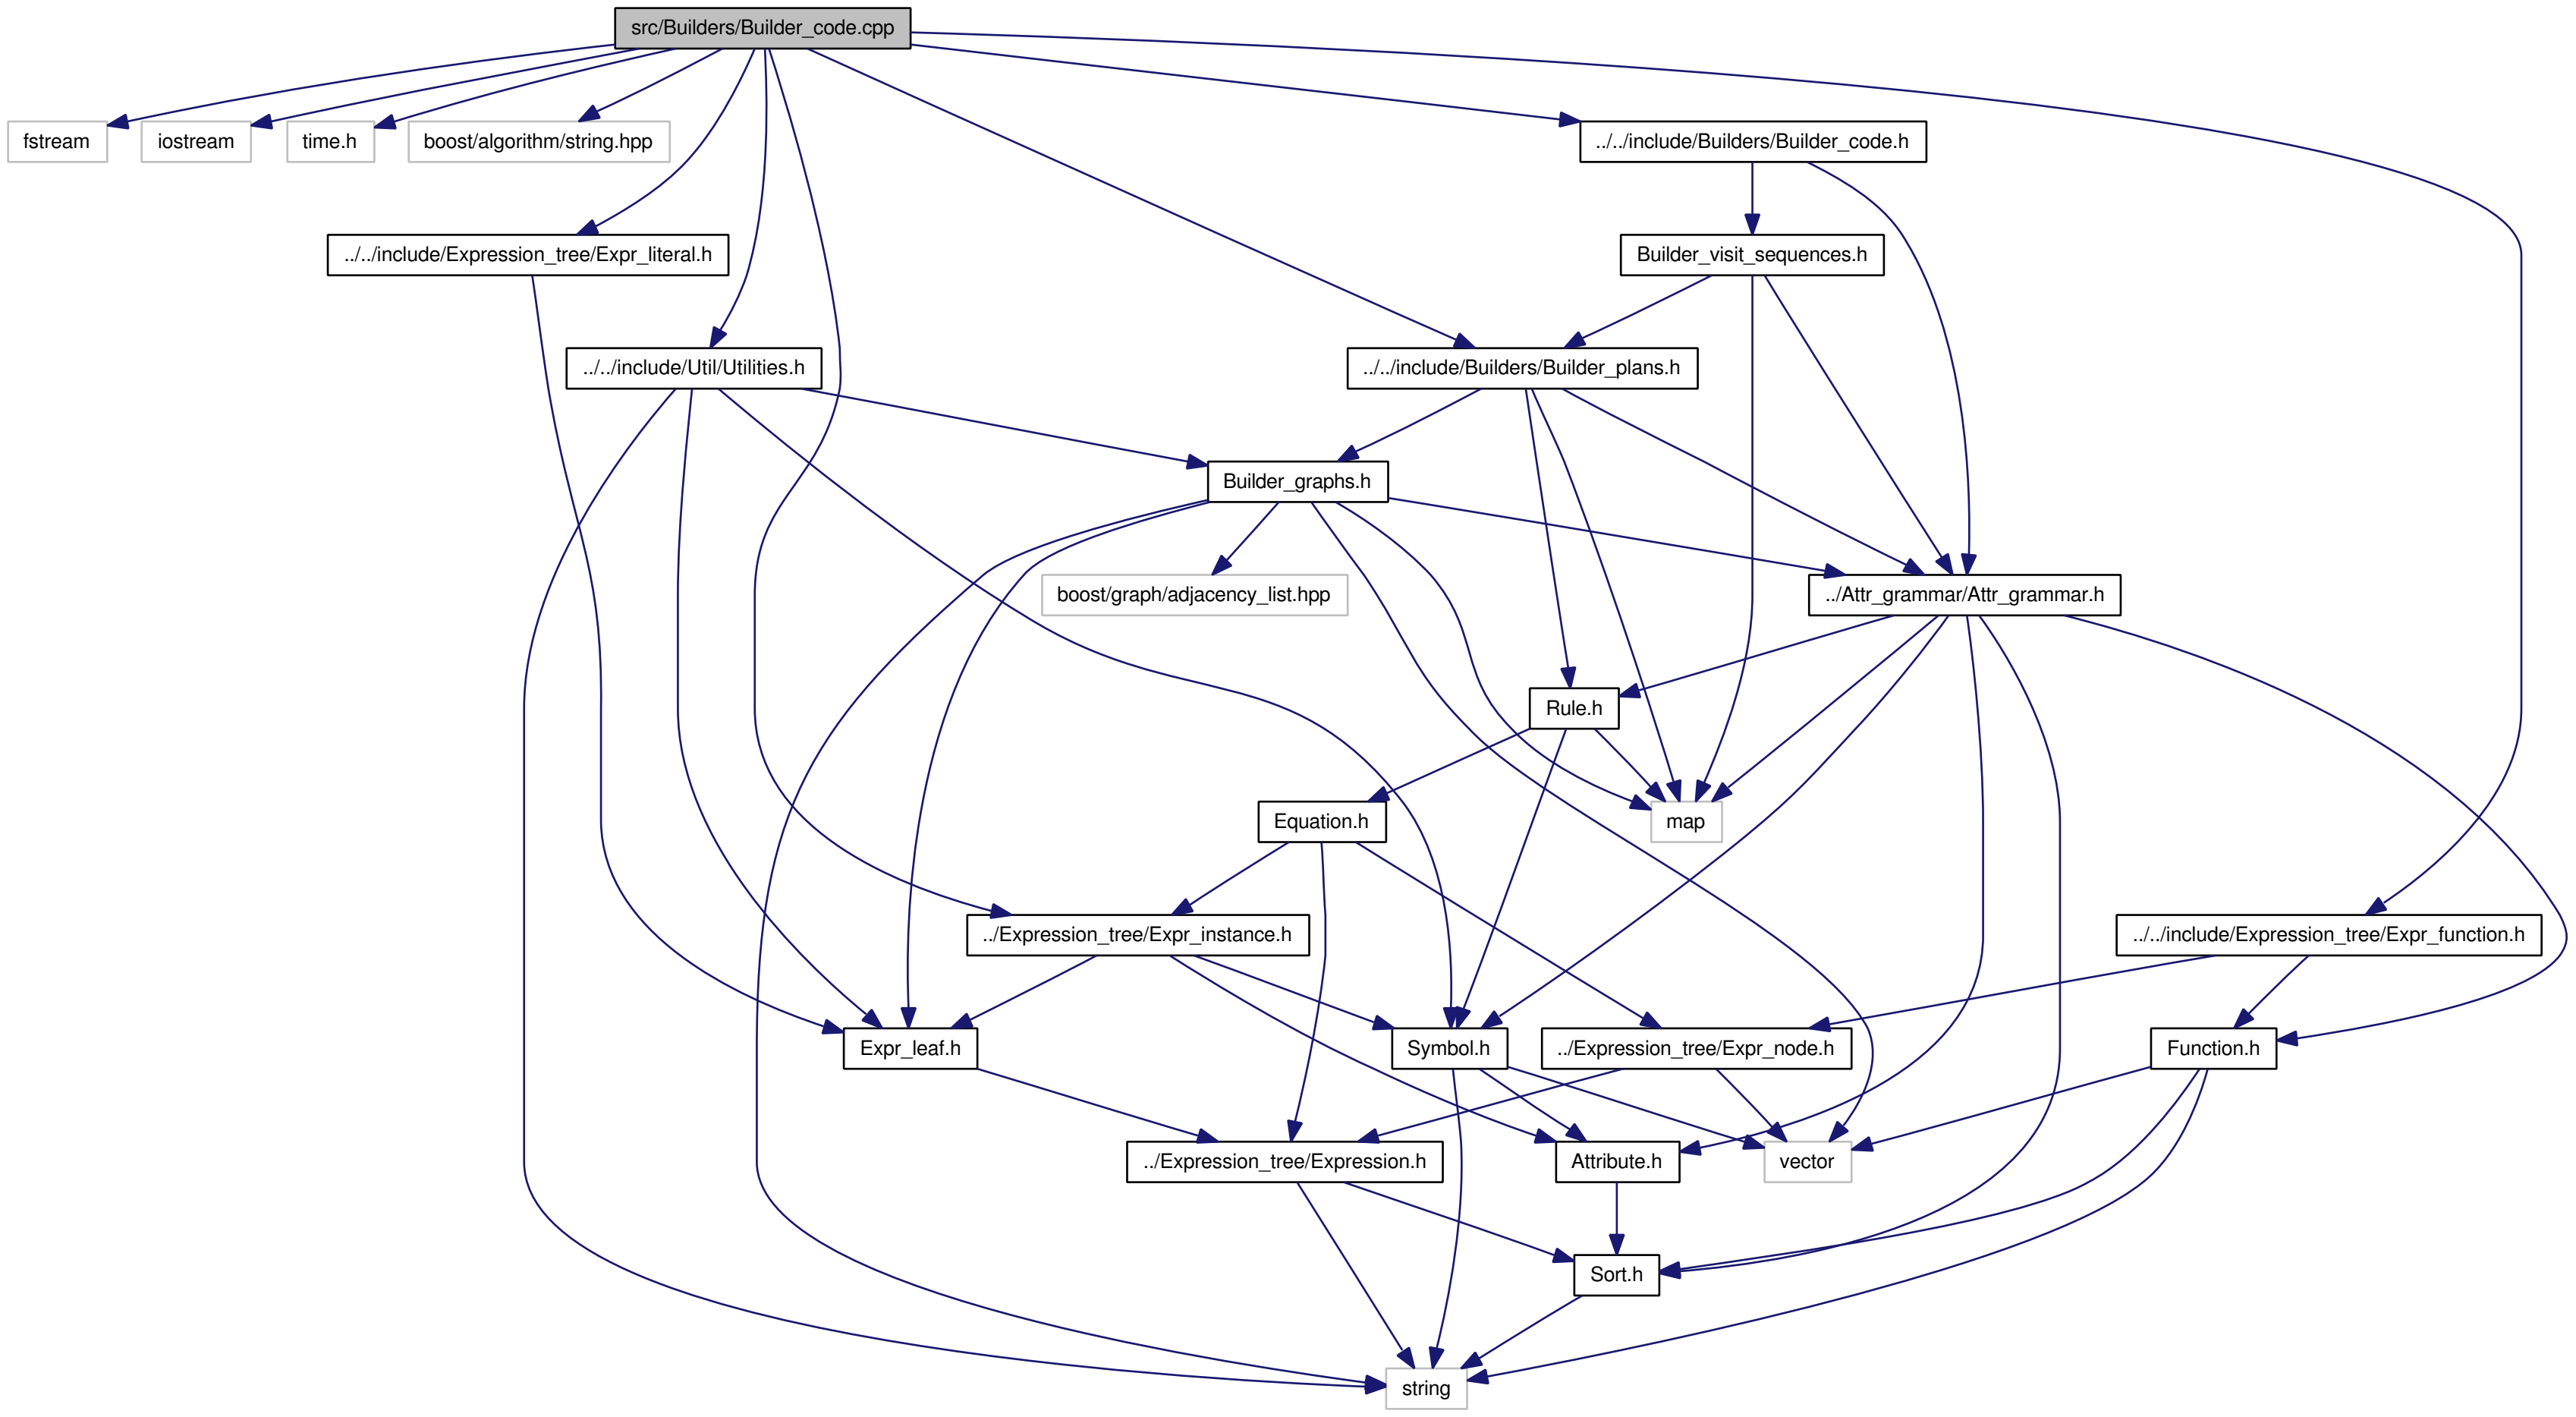 src/Builders/Builder_code.cpp
fstream
iostream
time.h
boost/algorithm/string.hpp
../../include/Builders/Builder_code.h
../../include/Expression_tree/Expr_literal.h
Builder_visit_sequences.h
../../include/Util/Utilities.h
../../include/Builders/Builder_plans.h
Builder_graphs.h
boost/graph/adjacency_list.hpp
../Attr_grammar/Attr_grammar.h
Rule.h
Equation.h
map
../Expression_tree/Expr_instance.h
../../include/Expression_tree/Expr_function.h
Expr_leaf.h
Symbol.h
../Expression_tree/Expr_node.h
Function.h
../Expression_tree/Expression.h
Attribute.h
vector
Sort.h
string